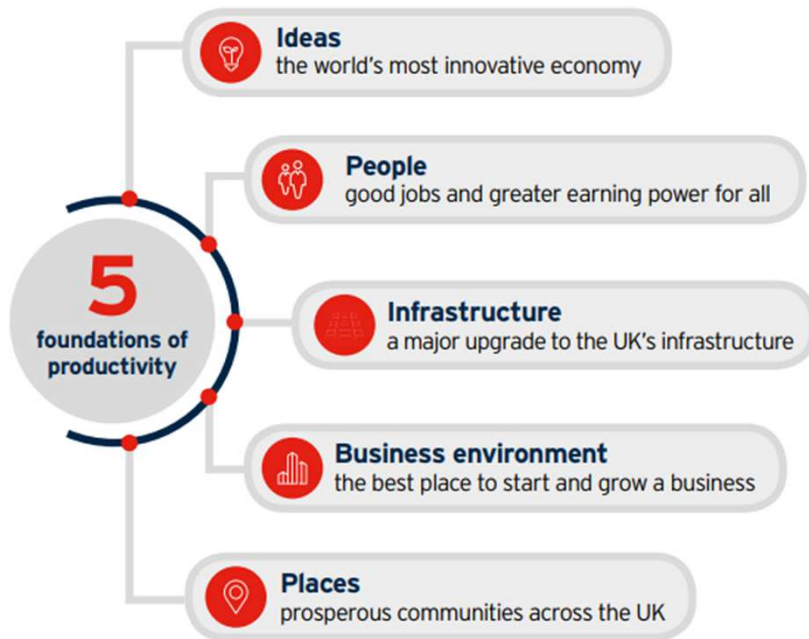 Ideas
the world's most innovative economy
People
good jobs and greater earning power for all
5
foundations of
productivity
Infrastructure
a major upgrade to the UK's infrastructure
Business environment
the best place to start and grow a business
Places
prosperous communities across the UK